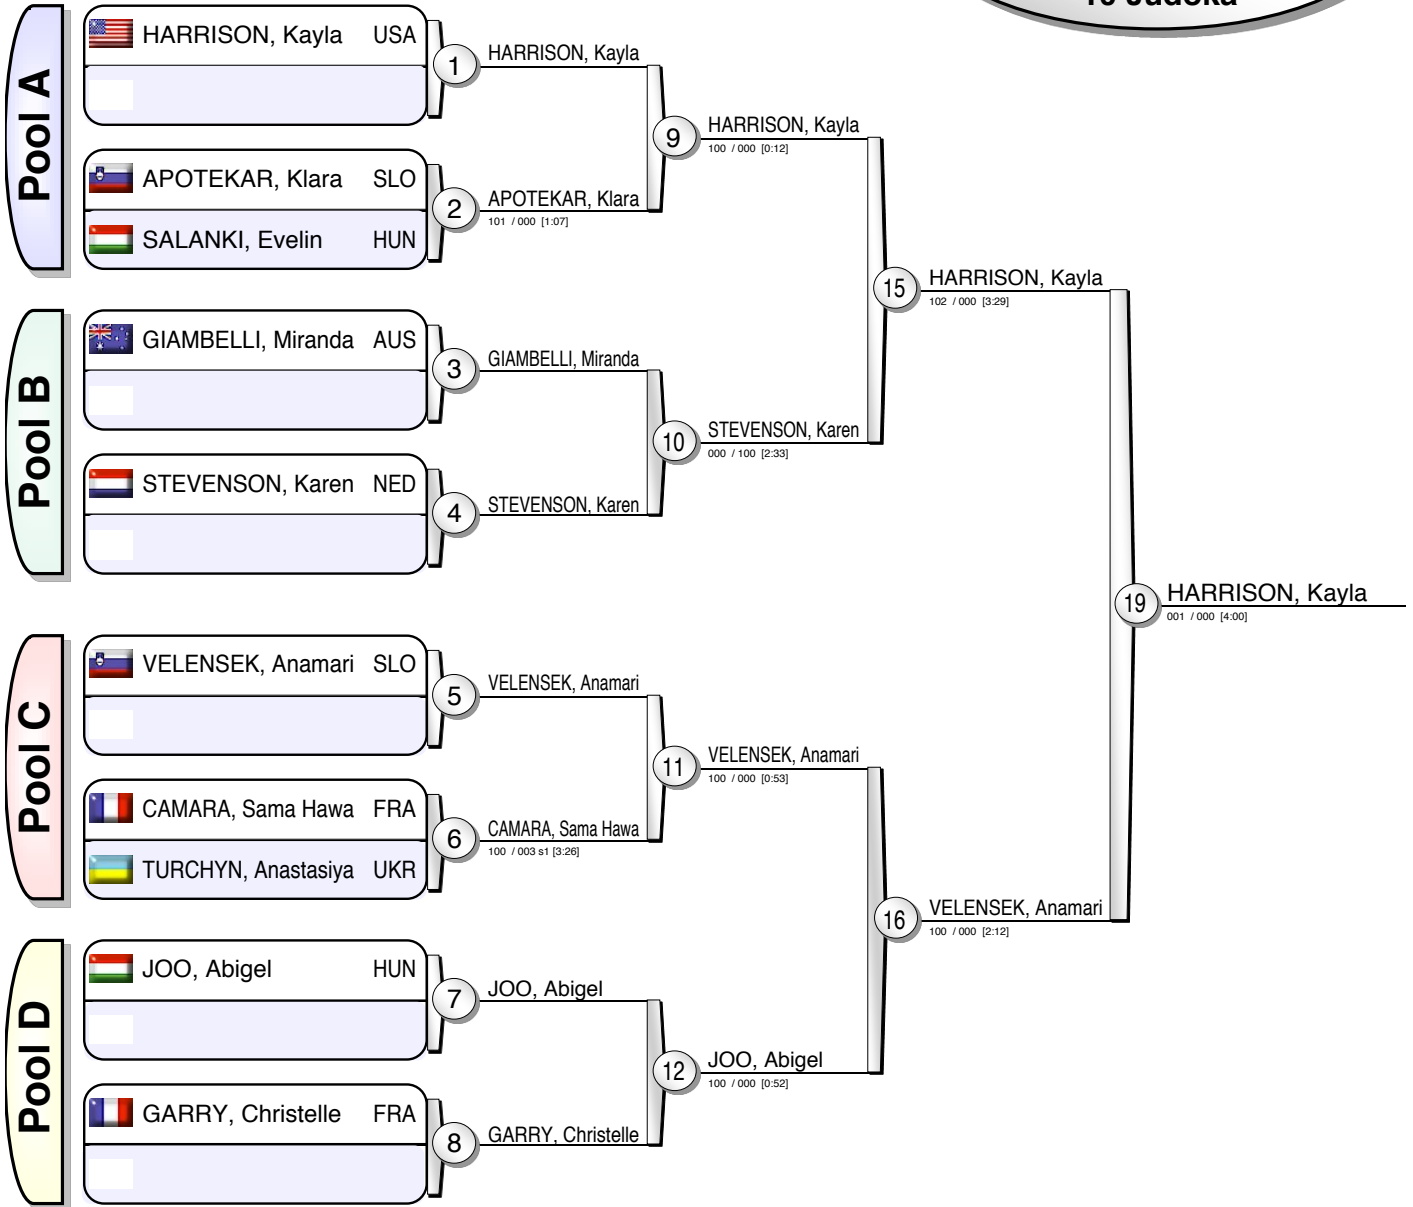 10 Judoka
Pool A
HARRISON, Kayla USA
1
HARRISON, Kayla
APOTEKAR, Klara SLO
SALANKI, Evelin HUN
2
APOTEKAR, Klara
101 / 000 [1:07]
9
HARRISON, Kayla
100 / 000 [0:12]
Pool B
GIAMBELLI, Miranda AUS
3
GIAMBELLI, Miranda
STEVENSON, Karen NED
4
STEVENSON, Karen
10
STEVENSON, Karen
000 / 100 [2:33]
15
HARRISON, Kayla
102 / 000 [3:29]
Pool C
VELENSEK, Anamari SLO
5
VELENSEK, Anamari
CAMARA, Sama Hawa FRA
TURCHYN, Anastasiya UKR
6
CAMARA, Sama Hawa
100 / 003 s1 [3:26]
11
VELENSEK, Anamari
100 / 000 [0:53]
Pool D
JOO, Abigel HUN
7
JOO, Abigel
GARRY, Christelle FRA
8
GARRY, Christelle
12
JOO, Abigel
100 / 000 [0:52]
16
VELENSEK, Anamari
100 / 000 [2:12]
19
HARRISON, Kayla
001 / 000 [4:00]